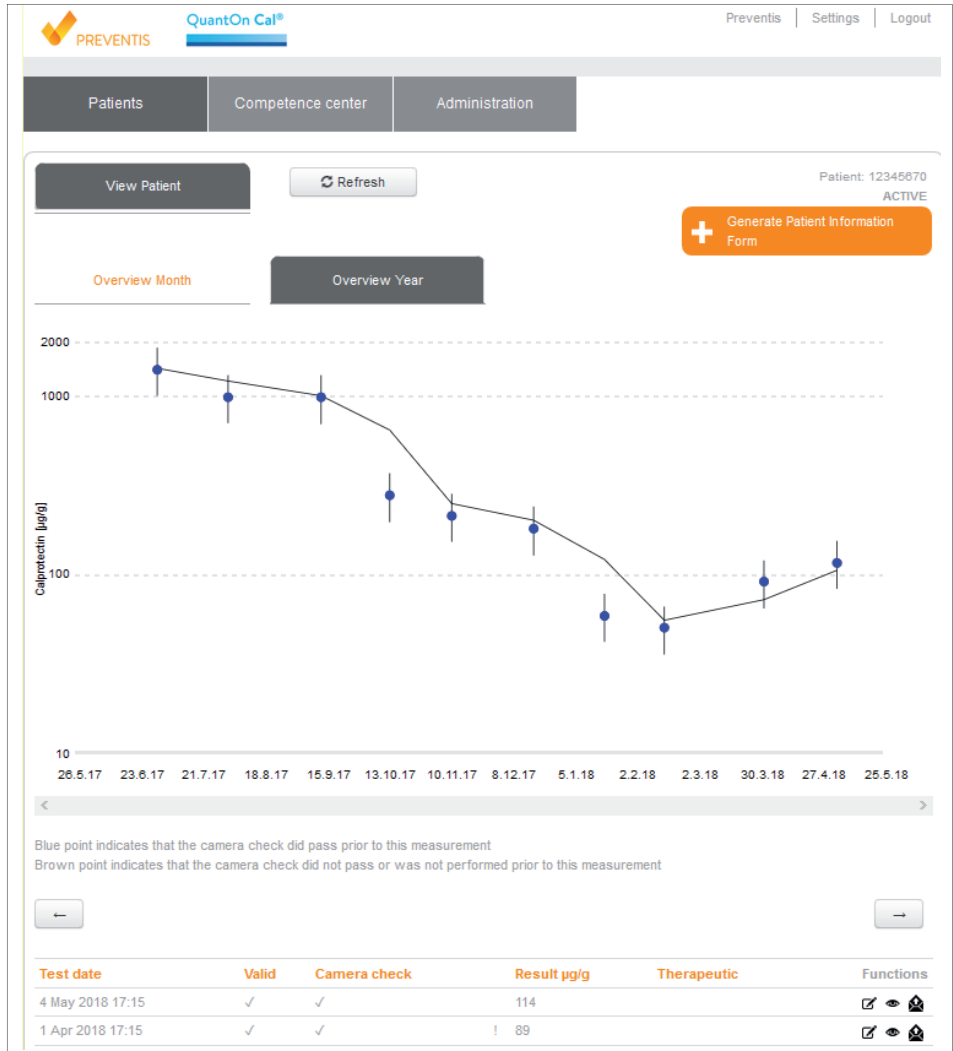 PREVENTIS
QuantOn Cal®
Preventis Settings Logout
Patients Competence center Administration
View Patient
Refresh
Patient: 12345670
ACTIVE
Generate Patient Information
Form
Overview Month Overview Year
2000
1000
Calprotectin [µg/g]
100
10
26.5.17 23.6.17 21.7.17 18.8.17 15.9.17 13.10.17 10.11.17 8.12.17 5.1.18 2.2.18 2.3.18 30.3.18 27.4.18 25.5.18
Blue point indicates that the camera check did pass prior to this measurement
Brown point indicates that the camera check did not pass or was not performed prior to this measurement
Test date Valid Camera check Result µg/g Therapeutic Functions
4 May 2018 17:15 ✓ ✓ 114
1 Apr 2018 17:15 ✓ ✓ ! 89